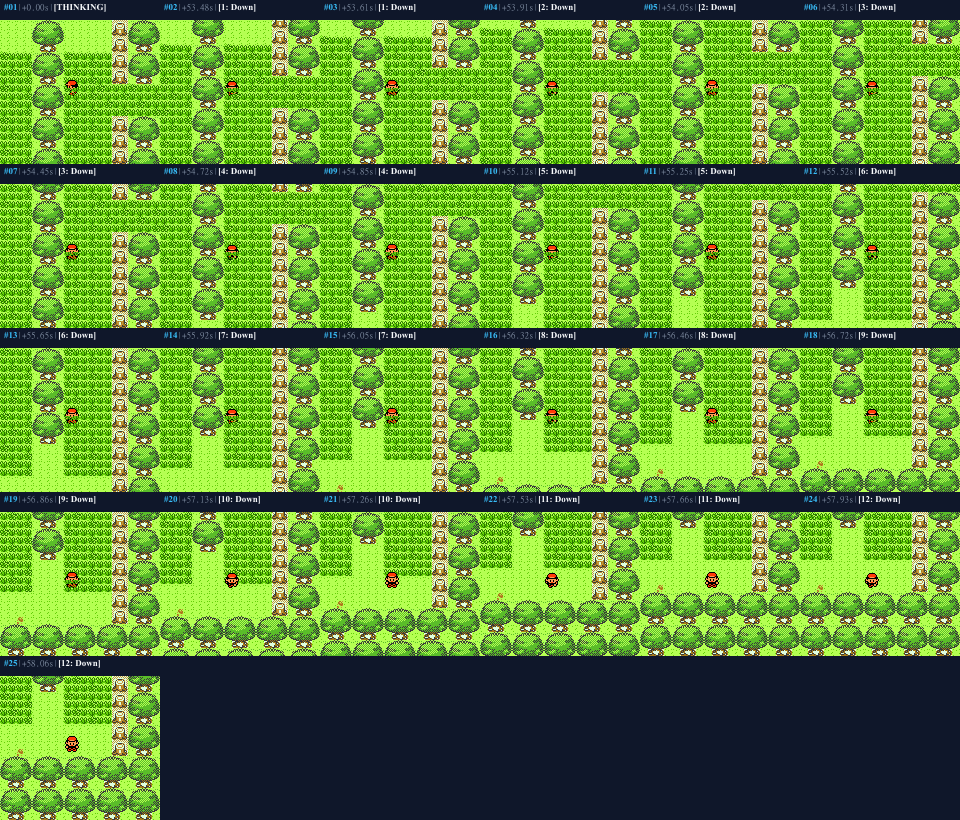 #01|+0.00s|[THINKING] #02|+53.48s|[1: Down] #03|+53.61s|[1: Down] #04|+53.91s|[2: Down] #05|+54.05s|[2: Down] #06|+54.31s|[3: Down]
#07|+54.45s|[3: Down] #08|+54.72s|[4: Down] #09|+54.85s|[4: Down] #10|+55.12s|[5: Down] #11|+55.25s|[5: Down] #12|+55.52s|[6: Down]
#13|+55.65s|[6: Down] #14|+55.92s|[7: Down] #15|+56.05s|[7: Down] #16|+56.32s|[8: Down] #17|+56.46s|[8: Down] #18|+56.72s|[9: Down]
#19|+56.86s|[9: Down] #20|+57.13s|[10: Down] #21|+57.26s|[10: Down] #22|+57.53s|[11: Down] #23|+57.66s|[11: Down] #24|+57.93s|[12: Down]
#25|+58.06s|[12: Down]